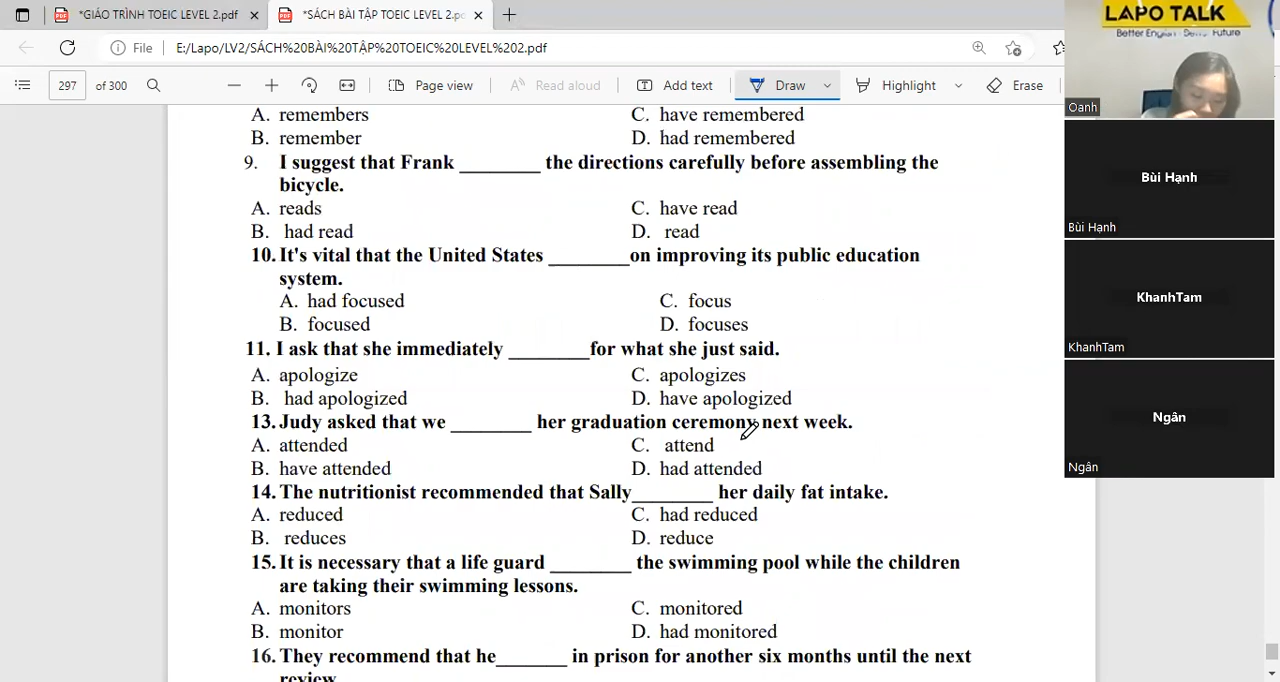 *GIÁO TRÌNH TOEIC LEVEL 2.pdf
*SÁCH BÀI TẬP TOEIC LEVEL 2.pd
File
E:/Lapo/LV2/SÁCH%20BÀI%20TẬP%20TOEIC%20LEVEL%202.pdf
297 of 300
Page view
Read aloud
Add text
Draw
Highlight
Erase
A. remembers
C. have remembered
B. remember
D. had remembered
9. I suggest that Frank ________ the directions carefully before assembling the
bicycle.
A. reads
C. have read
B. had read
D. read
10. It's vital that the United States ________on improving its public education
system.
A. had focused
C. focus
B. focused
D. focuses
11. I ask that she immediately ________for what she just said.
A. apologize
C. apologizes
B. had apologized
D. have apologized
13. Judy asked that we ________ her graduation ceremony next week.
A. attended
C. attend
B. have attended
D. had attended
14. The nutritionist recommended that Sally________ her daily fat intake.
A. reduced
C. had reduced
B. reduces
D. reduce
15. It is necessary that a life guard ________ the swimming pool while the children
are taking their swimming lessons.
A. monitors
C. monitored
B. monitor
D. had monitored
16. They recommend that he_______ in prison for another six months until the next
review.
LAPO TALK
Better English - Better Future
Oanh
Bùi Hạnh
Bùi Hạnh
KhanhTam
KhanhTam
Ngân
Ngân